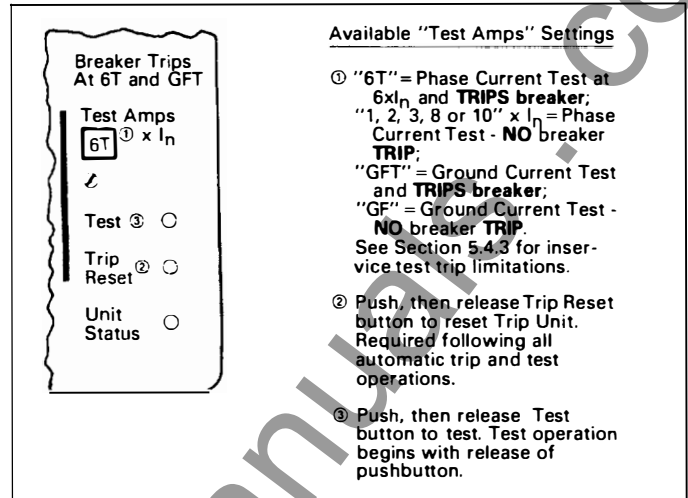 Breaker Trips
At 6T and GFT
Test Amps
6T ① x In
Test ③
Trip
Reset ②
Unit
Status
Available "Test Amps" Settings
① "6T" = Phase Current Test at
6xIn and TRIPS breaker;
"1, 2, 3, 8 or 10" x In = Phase
Current Test - NO breaker
TRIP;
"GFT" = Ground Current Test
and TRIPS breaker;
"GF" = Ground Current Test -
NO breaker TRIP.
See Section 5.4.3 for inser-
vice test trip limitations.
② Push, then release Trip Reset
button to reset Trip Unit.
Required following all
automatic trip and test
operations.
③ Push, then release Test
button to test. Test operation
begins with release of
pushbutton.